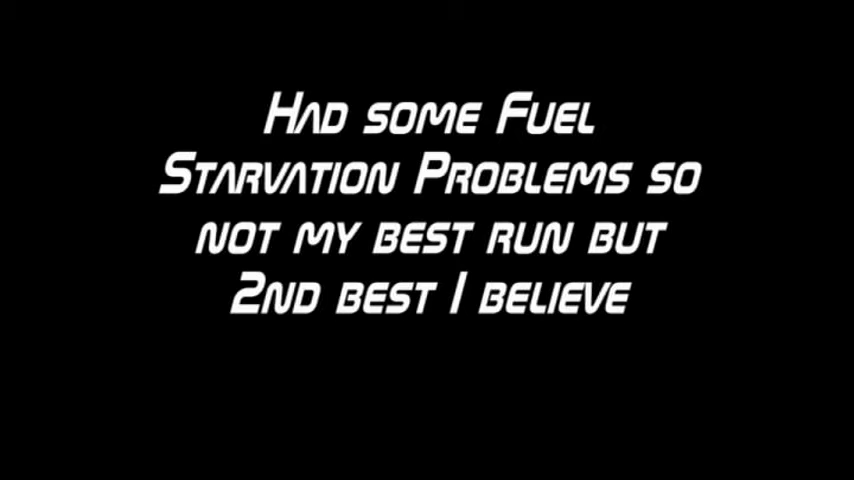 Had some Fuel
Starvation Problems so
not my best run but
2nd best I believe